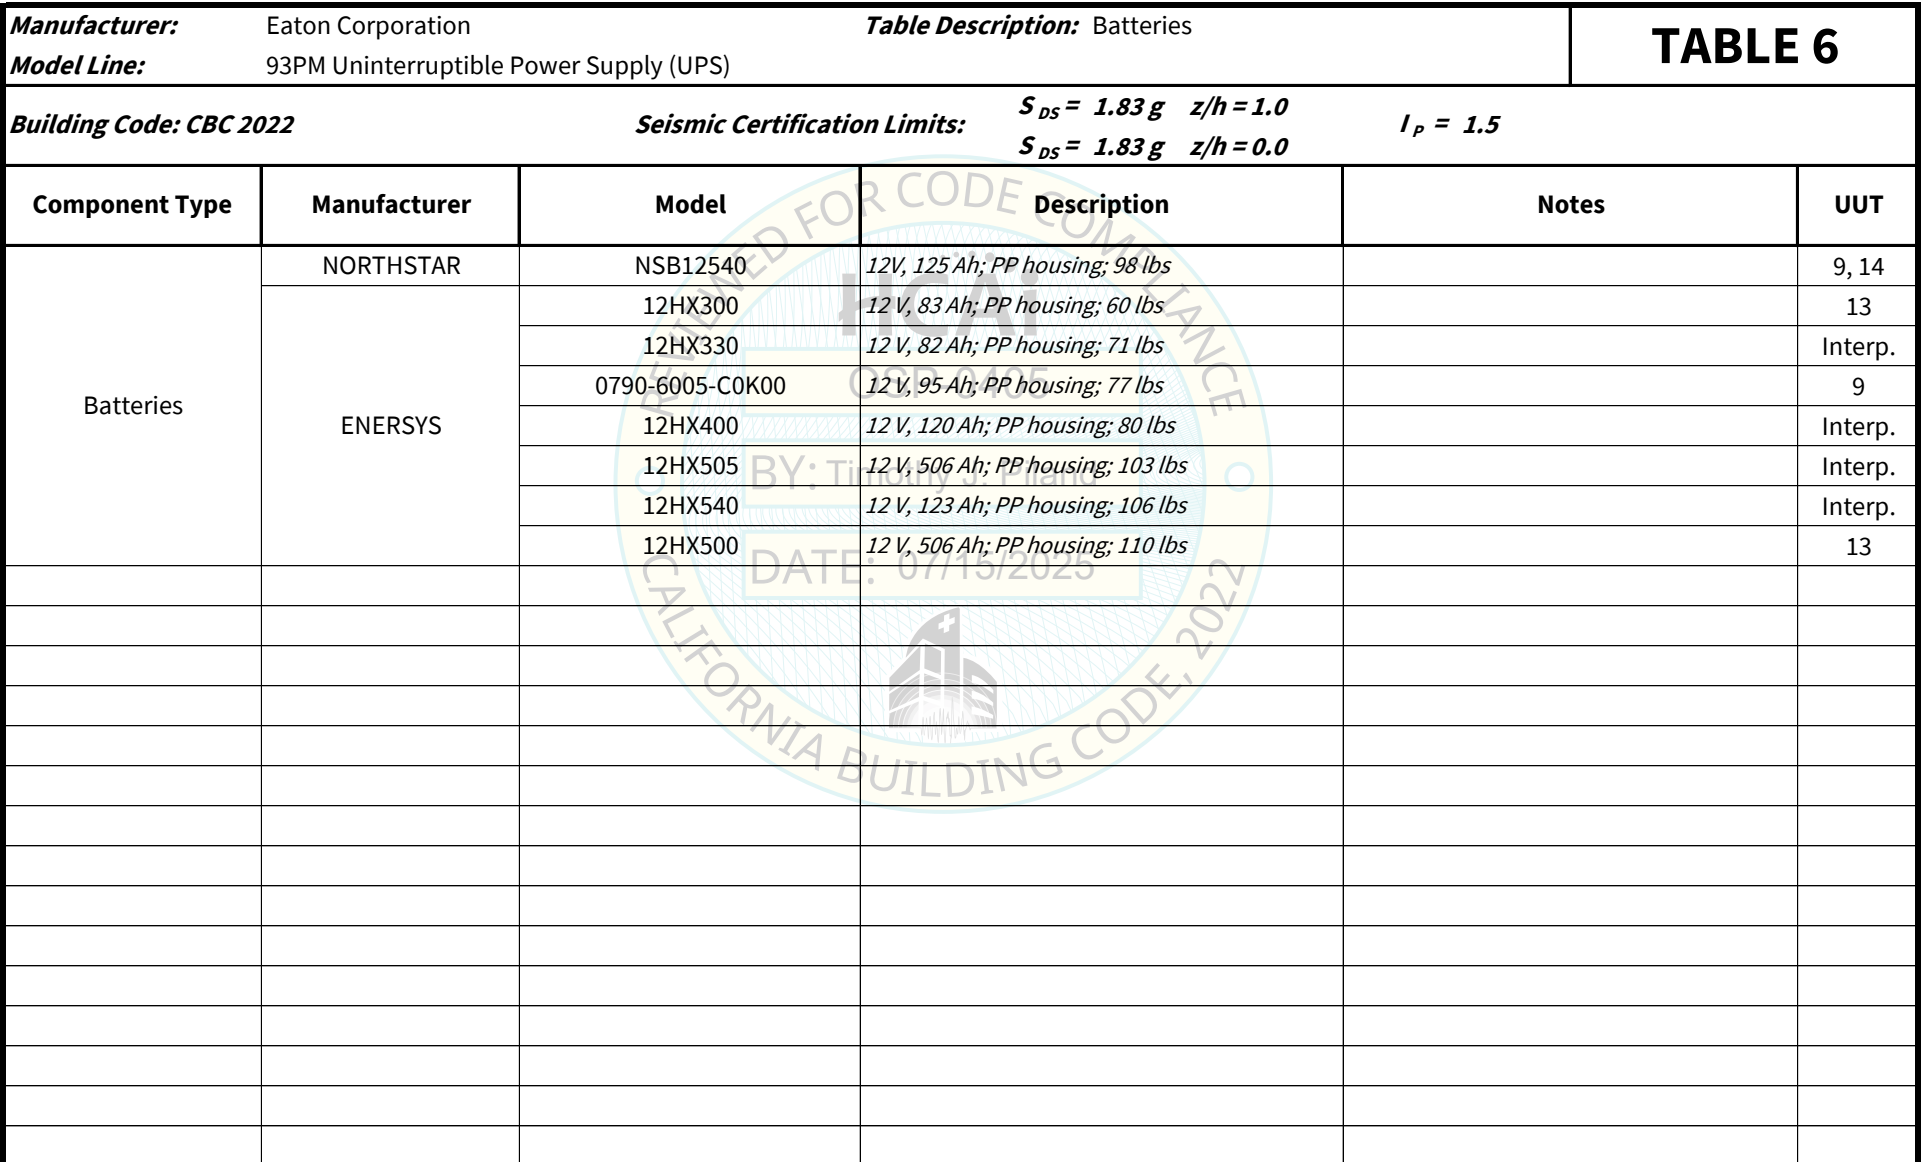 Manufacturer: Eaton Corporation Table Description: Batteries TABLE 6
Model Line: 93PM Uninterruptible Power Supply (UPS)
Building Code: CBC 2022 Seismic Certification Limits: S DS = 1.83 g z/h = 1.0 I P = 1.5
S DS = 1.83 g z/h = 0.0
Component Type Manufacturer Model Description Notes UUT
Batteries
NORTHSTAR NSB12540 12V, 125 Ah; PP housing; 98 lbs 9, 14
ENERSYS
12HX300 12 V, 83 Ah; PP housing; 60 lbs 13
12HX330 12 V, 82 Ah; PP housing; 71 lbs Interp.
0790-6005-C0K00 12 V, 95 Ah; PP housing; 77 lbs 9
12HX400 12 V, 120 Ah; PP housing; 80 lbs Interp.
12HX505 12 V, 506 Ah; PP housing; 103 lbs Interp.
12HX540 12 V, 123 Ah; PP housing; 106 lbs Interp.
12HX500 12 V, 506 Ah; PP housing; 110 lbs 13
REVIEWED FOR CODE COMPLIANCE
HCAi
OSP-0405
BY: Timothy J. Piland
DATE: 07/15/2025
CALIFORNIA BUILDING CODE, 2022